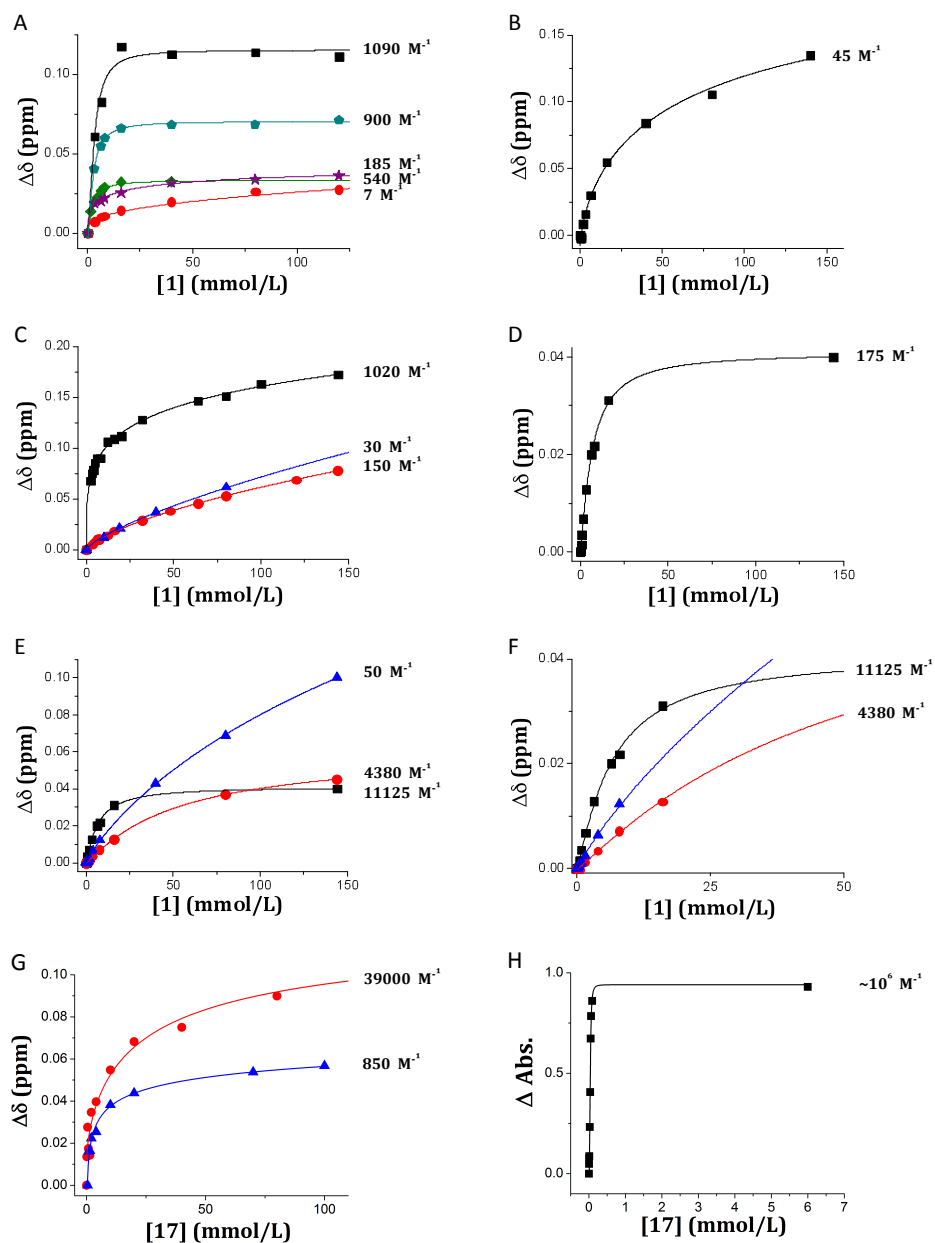 A
Δδ (ppm)
0.10
0.05
0.00
0
50
100
[1] (mmol/L)
1090 M⁻¹
900 M⁻¹
185 M⁻¹
540 M⁻¹
7 M⁻¹
B
Δδ (ppm)
0.15
0.10
0.05
0.00
0
50
100
150
[1] (mmol/L)
45 M⁻¹
C
Δδ (ppm)
0.20
0.15
0.10
0.05
0.00
0
50
100
150
[1] (mmol/L)
1020 M⁻¹
30 M⁻¹
150 M⁻¹
D
Δδ (ppm)
0.04
0.02
0.00
0
50
100
150
[1] (mmol/L)
175 M⁻¹
E
Δδ (ppm)
0.10
0.08
0.06
0.04
0.02
0.00
0
50
100
150
[1] (mmol/L)
50 M⁻¹
4380 M⁻¹
11125 M⁻¹
F
Δδ (ppm)
0.04
0.02
0.00
0
25
50
[1] (mmol/L)
11125 M⁻¹
4380 M⁻¹
G
Δδ (ppm)
0.10
0.08
0.06
0.04
0.02
0.00
0
50
100
[17] (mmol/L)
39000 M⁻¹
850 M⁻¹
H
Δ Abs.
1.0
0.5
0.0
0
1
2
3
4
5
6
7
[17] (mmol/L)
~10⁶ M⁻¹